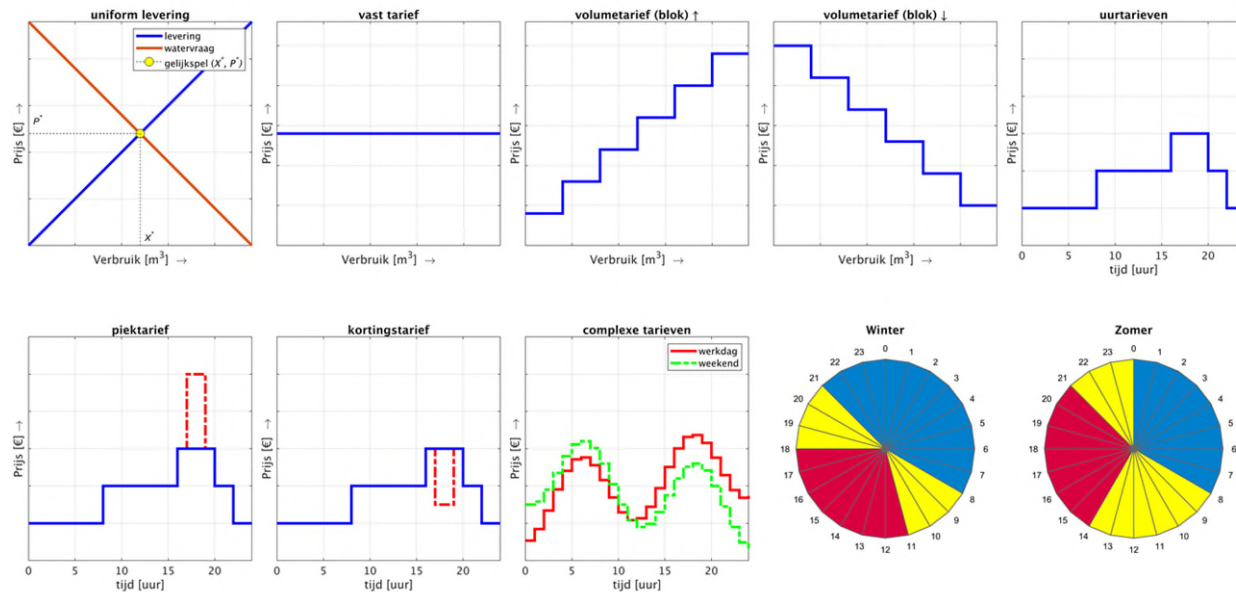 uniform levering
levering
watervraag
gelijkspel (X*, P*)
P*
X*
Prijs [€] →
Verbruik [m³] →
vast tarief
Prijs [€] →
Verbruik [m³] →
volumetarief (blok) ↑
Prijs [€] →
Verbruik [m³] →
volumetarief (blok) ↓
Prijs [€] →
Verbruik [m³] →
uurtarieven
Prijs [€] →
0 5 10 15 20
tijd [uur]
piektarief
Prijs [€] →
0 5 10 15 20
tijd [uur]
kortingstarief
Prijs [€] →
0 5 10 15 20
tijd [uur]
complexe tarieven
werkdag
weekend
Prijs [€] →
0 5 10 15 20
tijd [uur]
Winter
0 1 2 3 4 5 6 7 8 9 10 11 12 13 14 15 16 17 18 19 20 21 22 23
Zomer
0 1 2 3 4 5 6 7 8 9 10 11 12 13 14 15 16 17 18 19 20 21 22 23